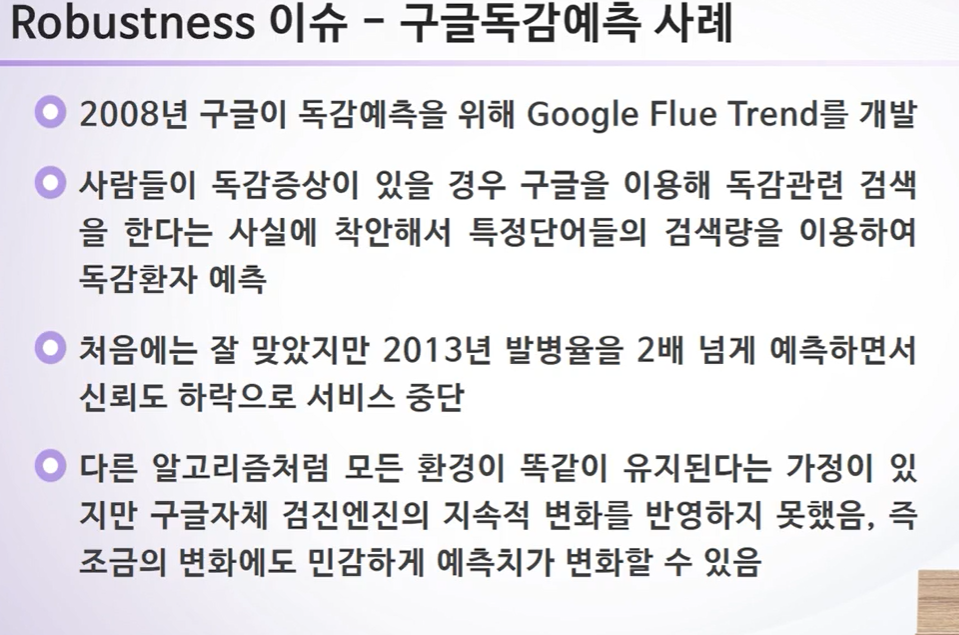 Robustness 이슈 – 구글독감예측 사례
2008년 구글이 독감예측을 위해 Google Flue Trend를 개발
사람들이 독감증상이 있을 경우 구글을 이용해 독감관련 검색
을 한다는 사실에 착안해서 특정단어들의 검색량을 이용하여
독감환자 예측
처음에는 잘 맞았지만 2013년 발병율을 2배 넘게 예측하면서
신뢰도 하락으로 서비스 중단
다른 알고리즘처럼 모든 환경이 똑같이 유지된다는 가정이 있
지만 구글자체 검진엔진의 지속적 변화를 반영하지 못했음, 즉
조금의 변화에도 민감하게 예측치가 변화할 수 있음